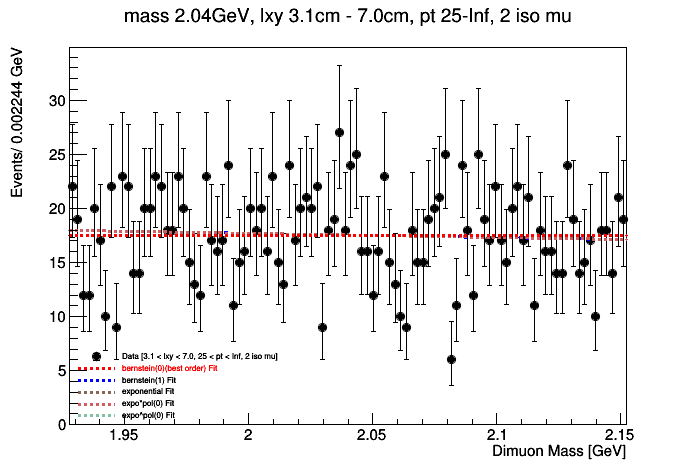 mass 2.04GeV, lxy 3.1cm - 7.0cm, pt 25-Inf, 2 iso mu
Events/ 0.002244 GeV
30
25
20
15
10
5
0
Data [3.1 < lxy < 7.0, 25 < pt < Inf, 2 iso mu]
bernstein(0)(best order) Fit
bernstein(1) Fit
exponential Fit
expo*pol(0) Fit
expo^pol(0) Fit
1.95 2 2.05 2.1 2.15
Dimuon Mass [GeV]